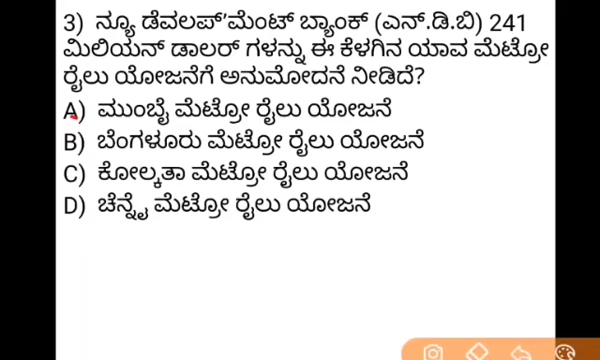 3) ನ್ಯೂ ಡೆವಲಪ್'ಮೆಂಟ್ ಬ್ಯಾಂಕ್ (ಎನ್.ಡಿ.ಬಿ) 241
ಮಿಲಿಯನ್ ಡಾಲರ್ ಗಳನ್ನು ಈ ಕೆಳಗಿನ ಯಾವ ಮೆಟ್ರೋ
ರೈಲು ಯೋಜನೆಗೆ ಅನುಮೋದನೆ ನೀಡಿದೆ?
A) ಮುಂಬೈ ಮೆಟ್ರೋ ರೈಲು ಯೋಜನೆ
B) ಬೆಂಗಳೂರು ಮೆಟ್ರೋ ರೈಲು ಯೋಜನೆ
C) ಕೋಲ್ಕತಾ ಮೆಟ್ರೋ ರೈಲು ಯೋಜನೆ
D) ಚೆನ್ನೈ ಮೆಟ್ರೋ ರೈಲು ಯೋಜನೆ